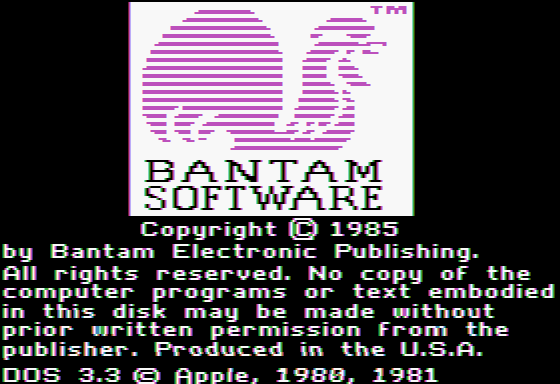 TM
BANTAM
SOFTWARE
Copyright © 1985
by Bantam Electronic Publishing.
All rights reserved. No copy of the
computer programs or text embodied
in this disk may be made without
prior written permission from the
publisher. Produced in the U.S.A.
DOS 3.3 © Apple, 1980, 1981